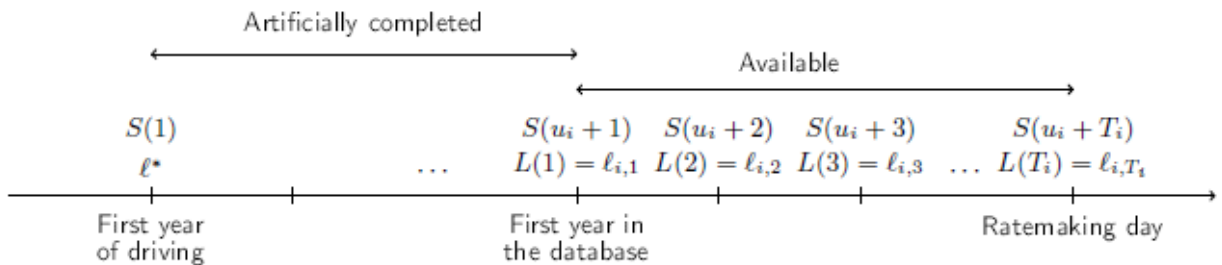 Artificially completed
Available
S(1) S(u_i + 1) S(u_i + 2) S(u_i + 3) S(u_i + T_i)
ℓ* … L(1) = ℓ_{i,1} L(2) = ℓ_{i,2} L(3) = ℓ_{i,3} … L(T_i) = ℓ_{i,T_i}
First year First year in Ratemaking day
of driving the database